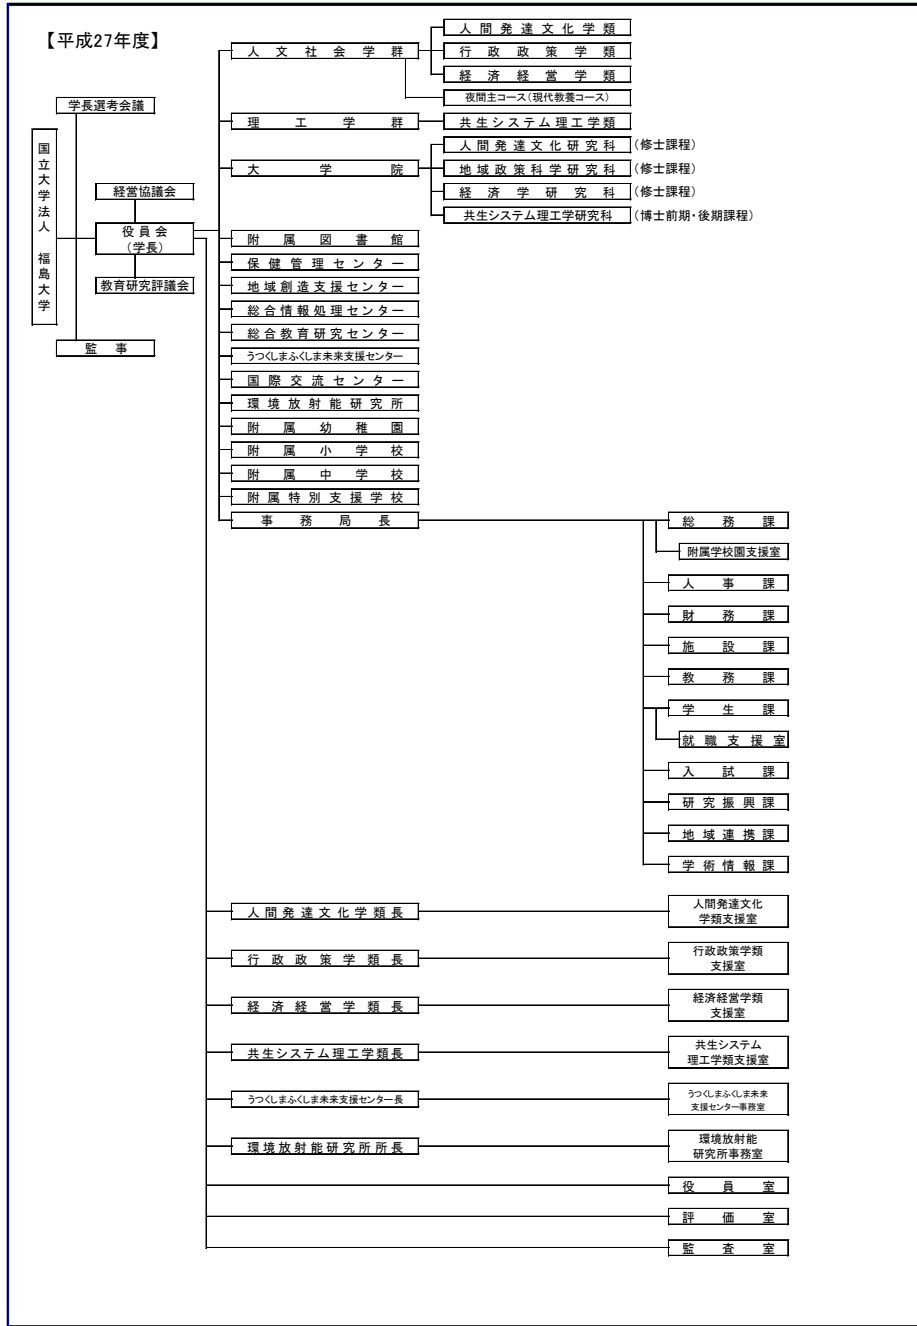 【平成27年度】
学長選考会議
国立大学法人 福島大学
経営協議会
役員会
(学長)
教育研究評議会
監事
人文社会学群
人間発達文化学類
行政政策学類
経済経営学類
夜間主コース(現代教養コース)
理工学群
共生システム理工学類
大学院
人間発達文化研究科 (修士課程)
地域政策科学研究科 (修士課程)
経済学研究科 (修士課程)
共生システム理工学研究科 (博士前期・後期課程)
附属図書館
保健管理センター
地域創造支援センター
総合情報処理センター
総合教育研究センター
うつくしまふくしま未来支援センター
国際交流センター
環境放射能研究所
附属幼稚園
附属小学校
附属中学校
附属特別支援学校
事務局長
総務課
附属学校園支援室
人事課
財務課
施設課
教務課
学生課
就職支援室
入試課
研究振興課
地域連携課
学術情報課
人間発達文化学類長
人間発達文化
学類支援室
行政政策学類長
行政政策学類
支援室
経済経営学類長
経済経営学類
支援室
共生システム理工学類長
共生システム
理工学類支援室
うつくしまふくしま未来支援センター長
うつくしまふくしま未来
支援センター事務室
環境放射能研究所所長
環境放射能
研究所事務室
役員室
評価室
監査室